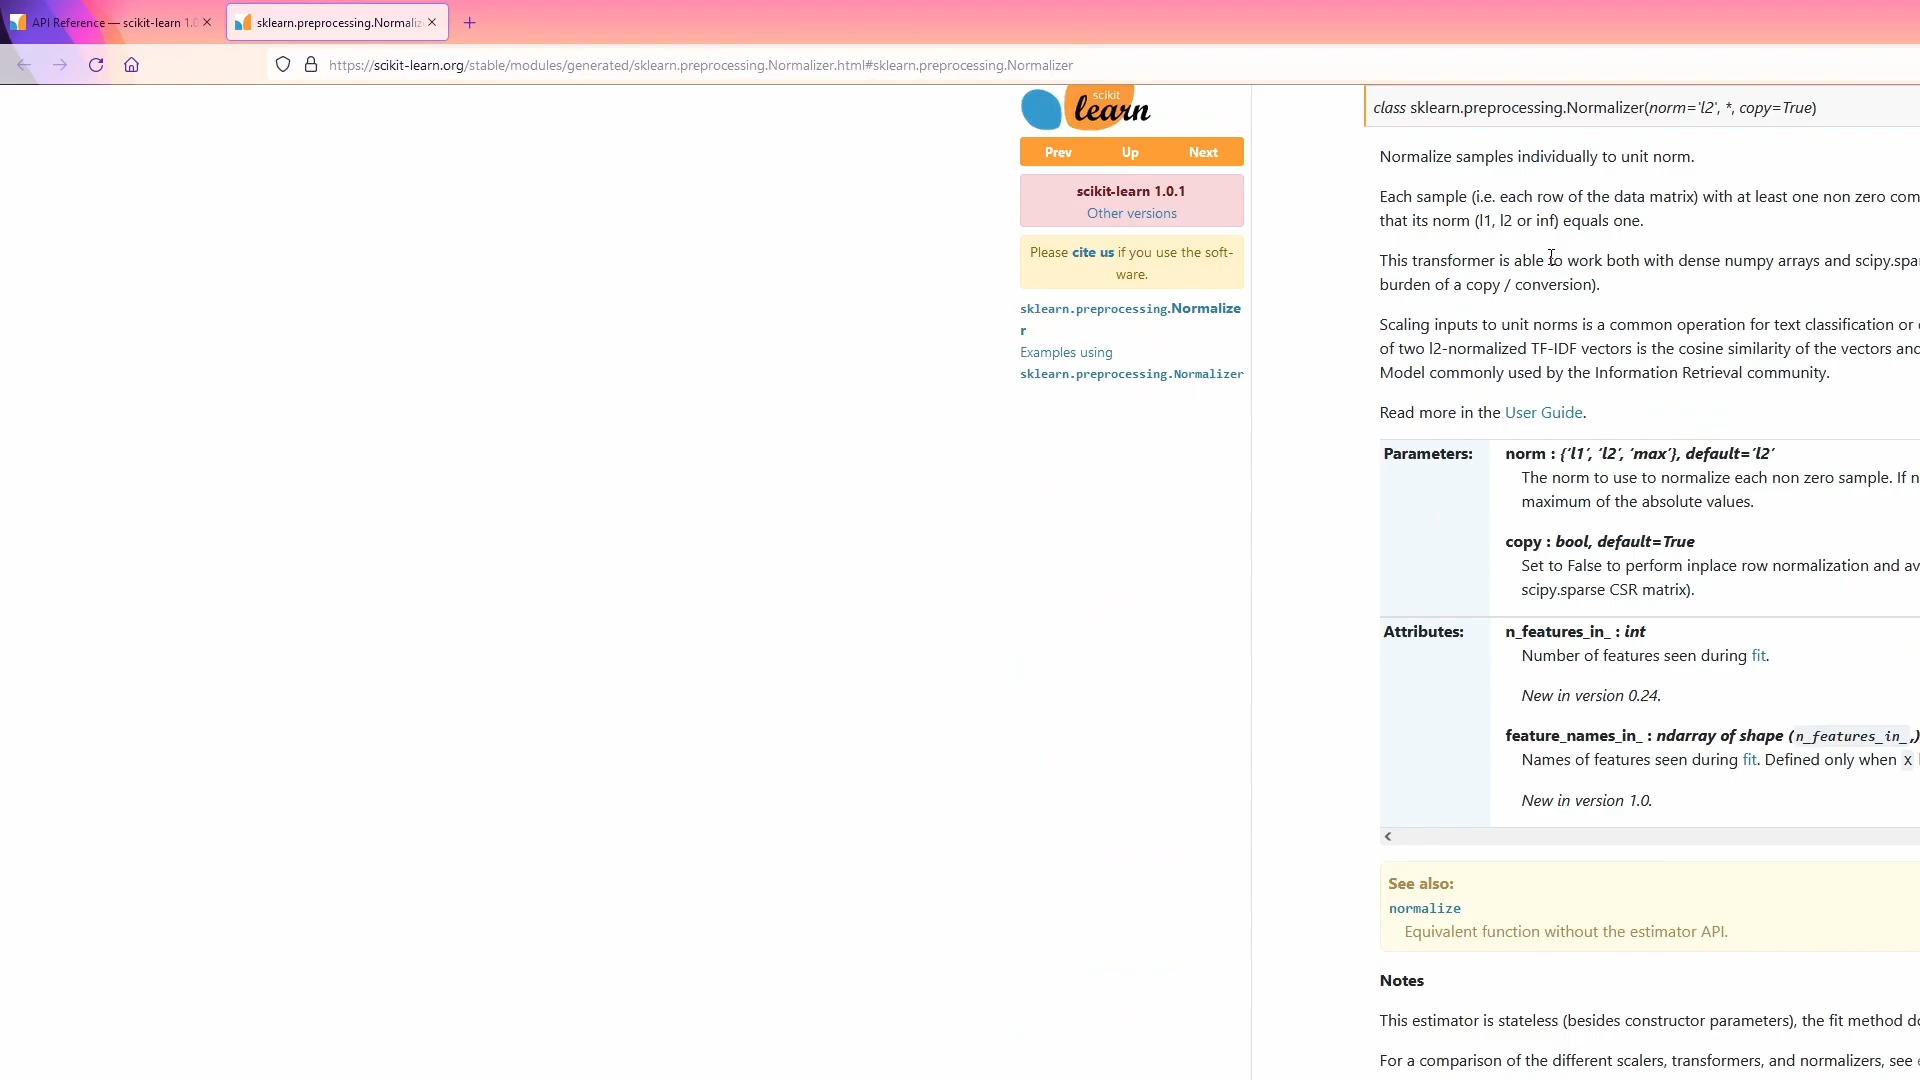 API Reference — scikit-learn 1.0
sklearn.preprocessing.Normaliz
https://scikit-learn.org/stable/modules/generated/sklearn.preprocessing.Normalizer.html#sklearn.preprocessing.Normalizer
scikit
learn
Prev Up Next
scikit-learn 1.0.1
Other versions
Please cite us if you use the soft-
ware.
sklearn.preprocessing.Normalize
r
Examples using
sklearn.preprocessing.Normalizer
class sklearn.preprocessing.Normalizer(norm='l2', *, copy=True)
Normalize samples individually to unit norm.
Each sample (i.e. each row of the data matrix) with at least one non zero com
that its norm (l1, l2 or inf) equals one.
This transformer is able to work both with dense numpy arrays and scipy.spa
burden of a copy / conversion).
Scaling inputs to unit norms is a common operation for text classification or
of two l2-normalized TF-IDF vectors is the cosine similarity of the vectors and
Model commonly used by the Information Retrieval community.
Read more in the User Guide.
Parameters:
norm : {‘l1’, ‘l2’, ‘max’}, default=’l2’
The norm to use to normalize each non zero sample. If n
maximum of the absolute values.
copy : bool, default=True
Set to False to perform inplace row normalization and av
scipy.sparse CSR matrix).
Attributes:
n_features_in_ : int
Number of features seen during fit.
New in version 0.24.
feature_names_in_ : ndarray of shape (n_features_in_,)
Names of features seen during fit. Defined only when X
New in version 1.0.
See also:
normalize
Equivalent function without the estimator API.
Notes
This estimator is stateless (besides constructor parameters), the fit method do
For a comparison of the different scalers, transformers, and normalizers, see